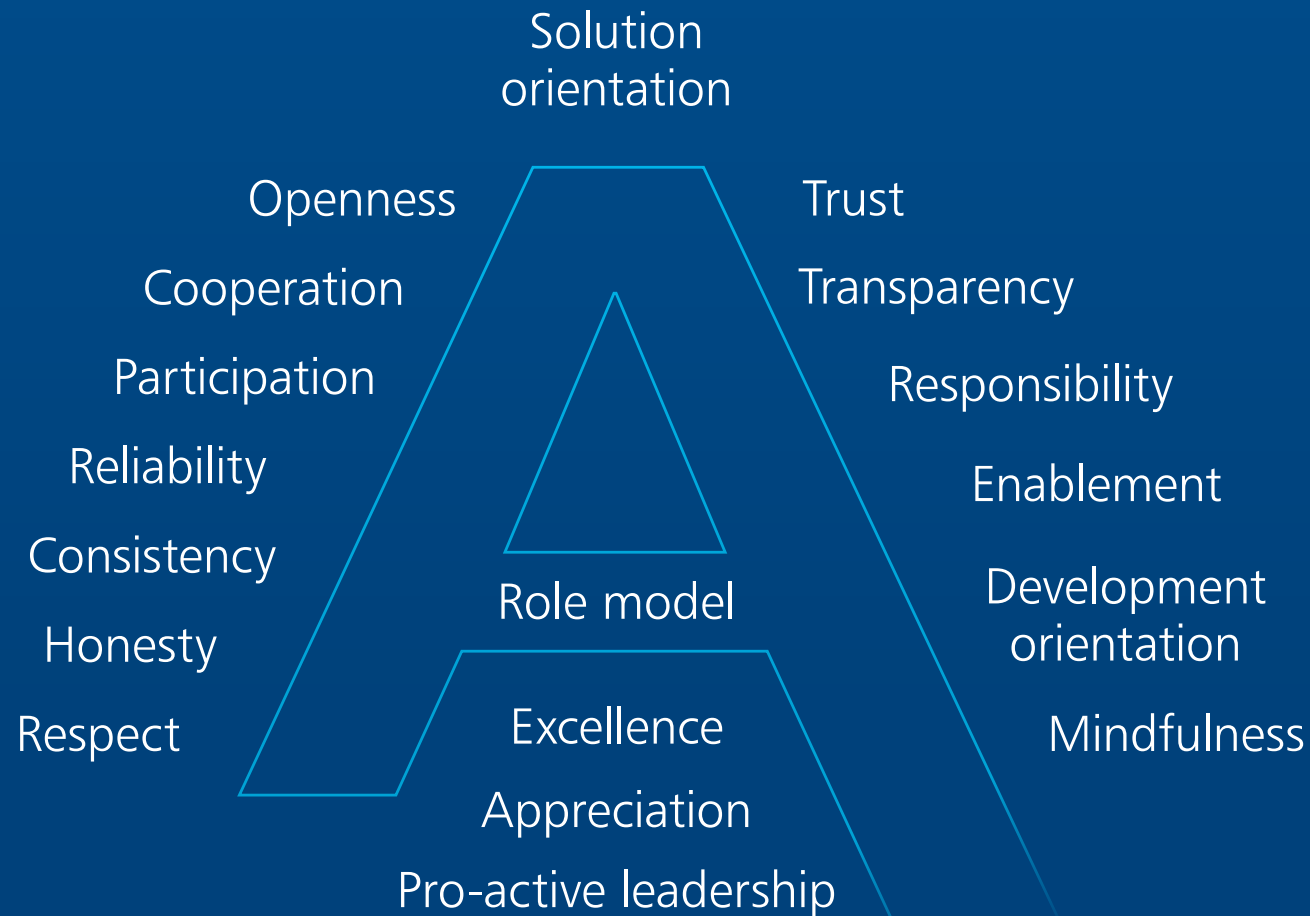 Solution
orientation
Openness
Trust
Cooperation
Transparency
Participation
Responsibility
Reliability
Enablement
Consistency
Development
orientation
Role model
Honesty
Respect
Excellence
Mindfulness
Appreciation
Pro-active leadership